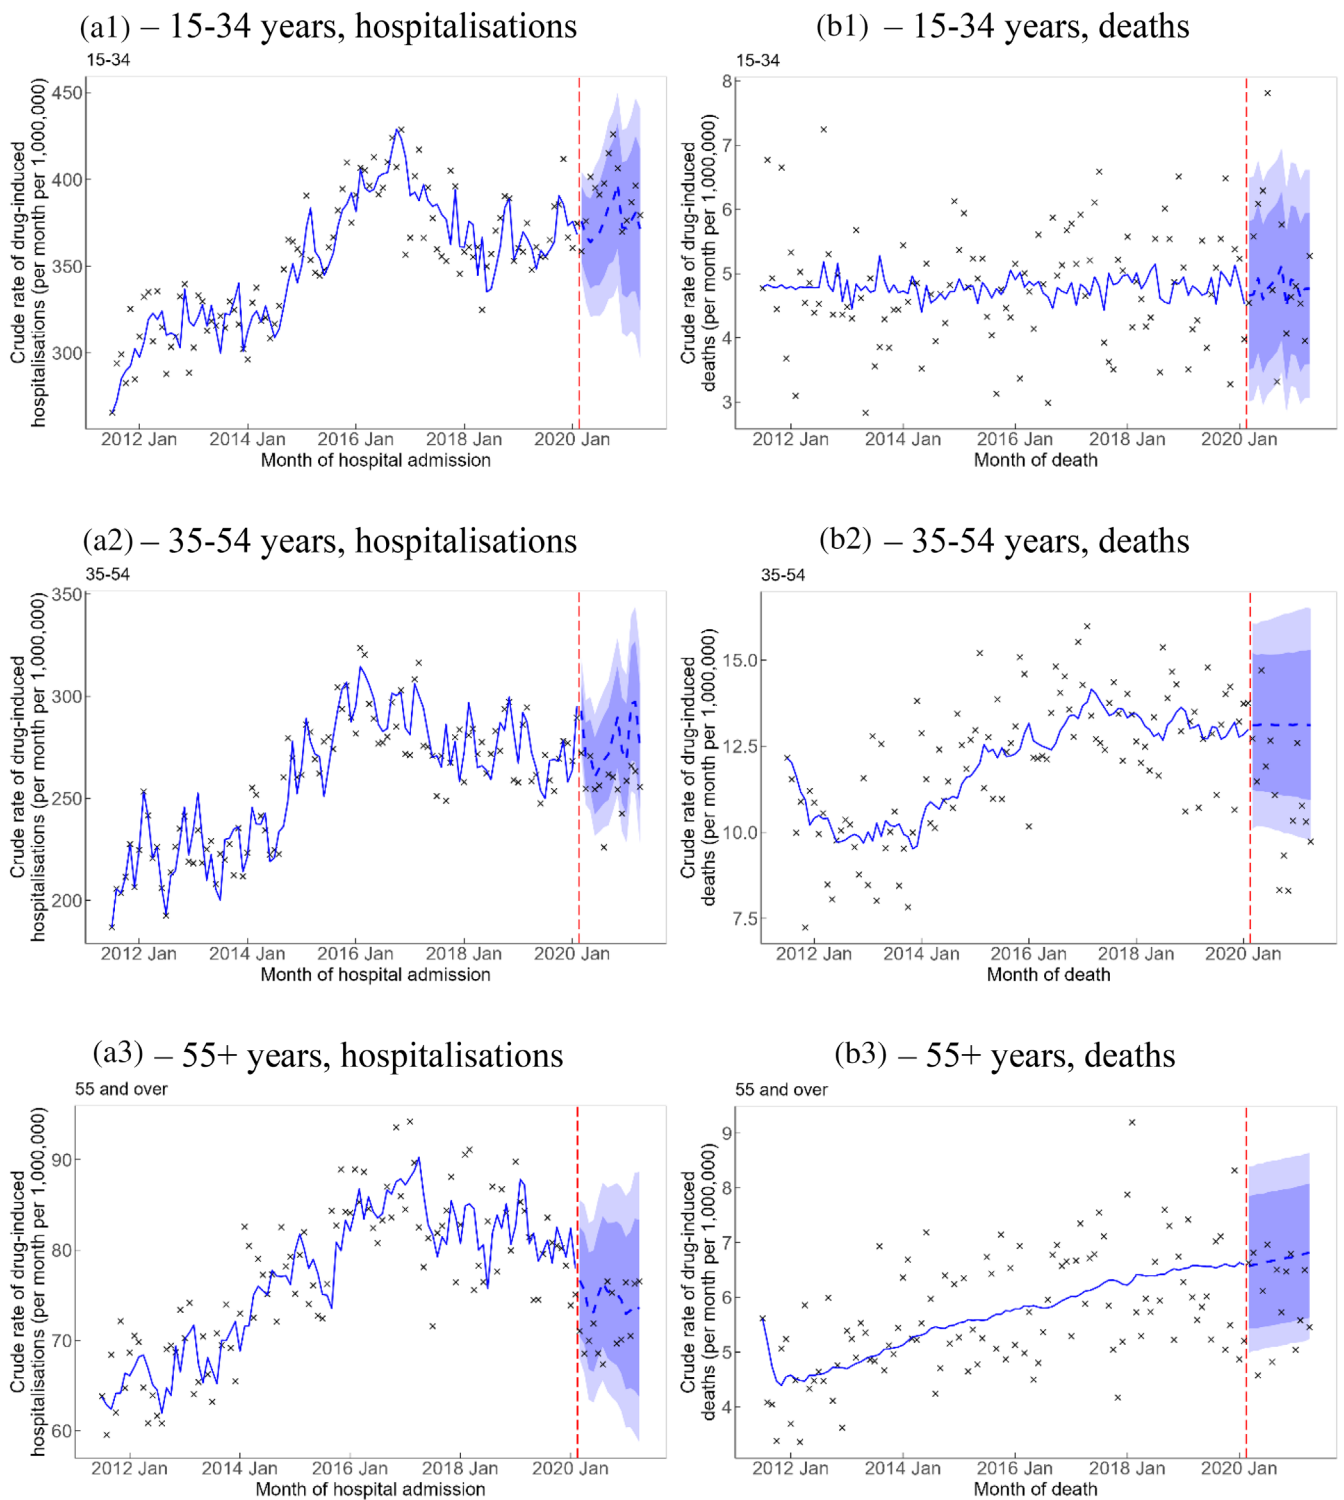 (a1) – 15-34 years, hospitalisations
15-34
Crude rate of drug-induced
hospitalisations (per month per 1,000,000)
450
400
350
300
2012 Jan 2014 Jan 2016 Jan 2018 Jan 2020 Jan
Month of hospital admission
(b1) – 15-34 years, deaths
15-34
Crude rate of drug-induced
deaths (per month per 1,000,000)
8
7
6
5
4
3
2012 Jan 2014 Jan 2016 Jan 2018 Jan 2020 Jan
Month of death
(a2) – 35-54 years, hospitalisations
35-54
Crude rate of drug-induced
hospitalisations (per month per 1,000,000)
350
300
250
200
2012 Jan 2014 Jan 2016 Jan 2018 Jan 2020 Jan
Month of hospital admission
(b2) – 35-54 years, deaths
35-54
Crude rate of drug-induced
deaths (per month per 1,000,000)
15.0
12.5
10.0
7.5
2012 Jan 2014 Jan 2016 Jan 2018 Jan 2020 Jan
Month of death
(a3) – 55+ years, hospitalisations
55 and over
Crude rate of drug-induced
hospitalisations (per month per 1,000,000)
90
80
70
60
2012 Jan 2014 Jan 2016 Jan 2018 Jan 2020 Jan
Month of hospital admission
(b3) – 55+ years, deaths
55 and over
Crude rate of drug-induced
deaths (per month per 1,000,000)
9
8
7
6
5
4
2012 Jan 2014 Jan 2016 Jan 2018 Jan 2020 Jan
Month of death